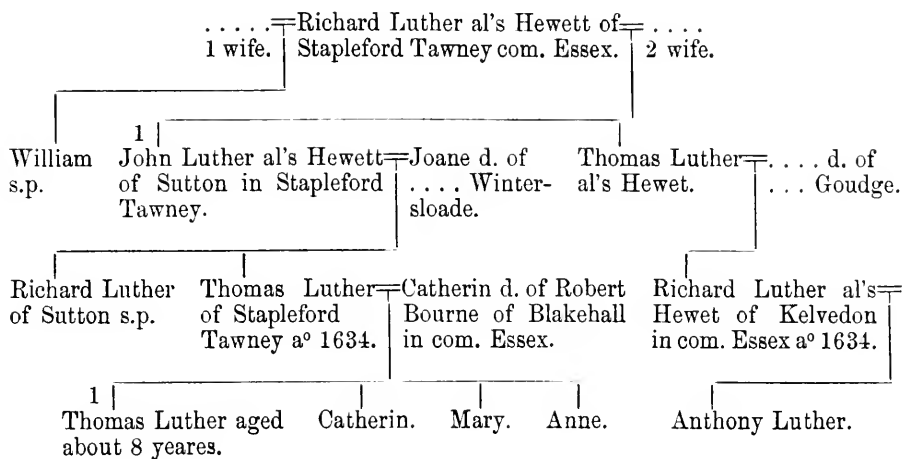 . . . . . Richard Luther al's Hewett of . . . .
1 wife. Stapleford Tawney com. Essex. 2 wife.
1
William John Luther al's Hewett Joane d. of Thomas Luther . . . . d. of
s.p. of Sutton in Stapleford . . . . Winter- al's Hewet. . . . Goudge.
Tawney. sloade.
Richard Luther Thomas Luther Catherin d. of Robert Richard Luther al's
of Sutton s.p. of Stapleford Bourne of Blakehall Hewet of Kelvedon
Tawney aº 1634. in com. Essex. in com. Essex aº 1634.
1
Thomas Luther aged Catherin. Mary. Anne. Anthony Luther.
about 8 yeares.